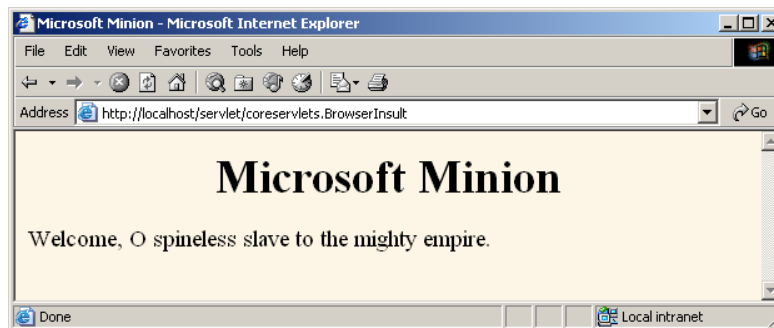 Microsoft Minion - Microsoft Internet Explorer
File Edit View Favorites Tools Help
Address http://localhost/servlet/coreservlets.BrowserInsult Go
Microsoft Minion
Welcome, O spineless slave to the mighty empire.
Done Local intranet